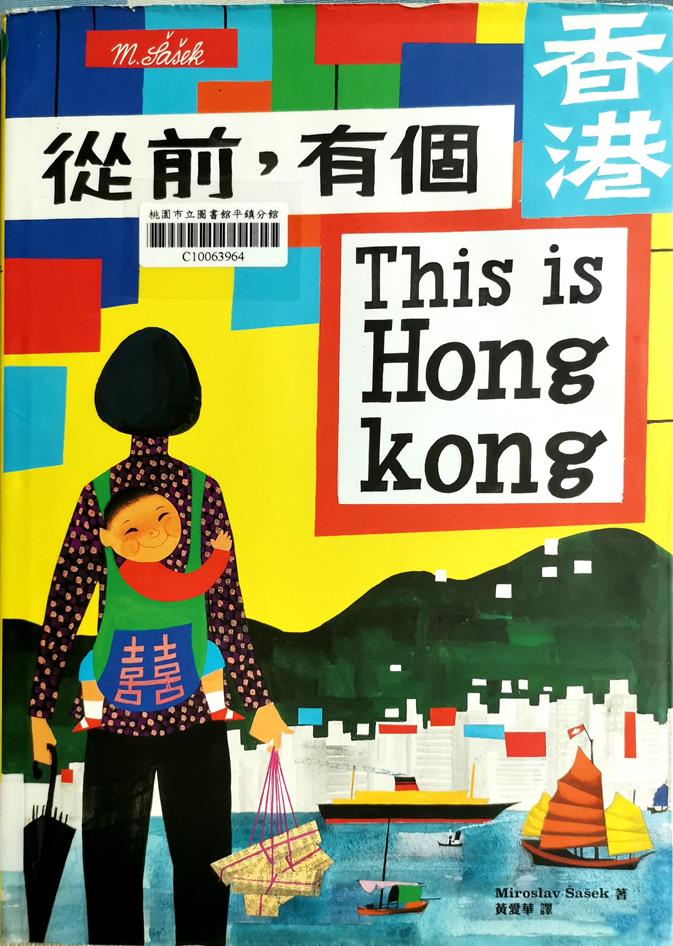 M. Šašek
香港
從前，有個
桃園市立圖書館平鎮分館
C10063964
This is
Hong
kong
囍
Miroslav Šašek 著
黃愛華 譯